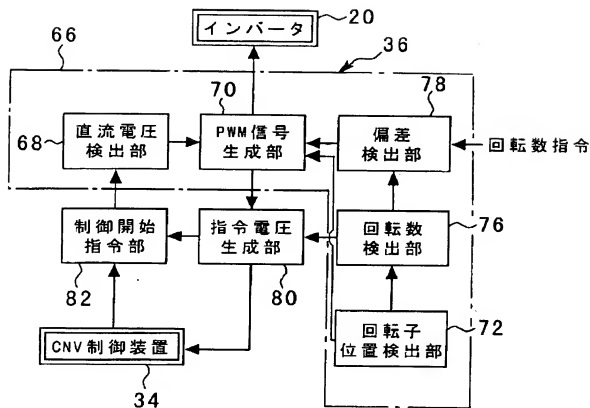 インバータ
20
66
36
70
78
直流電圧
検出部
68
PWM信号
生成部
偏差
検出部
回転数指令
制御開始
指令部
82
指令電圧
生成部
80
回転数
検出部
76
CNV制御装置
34
回転子
位置検出部
72